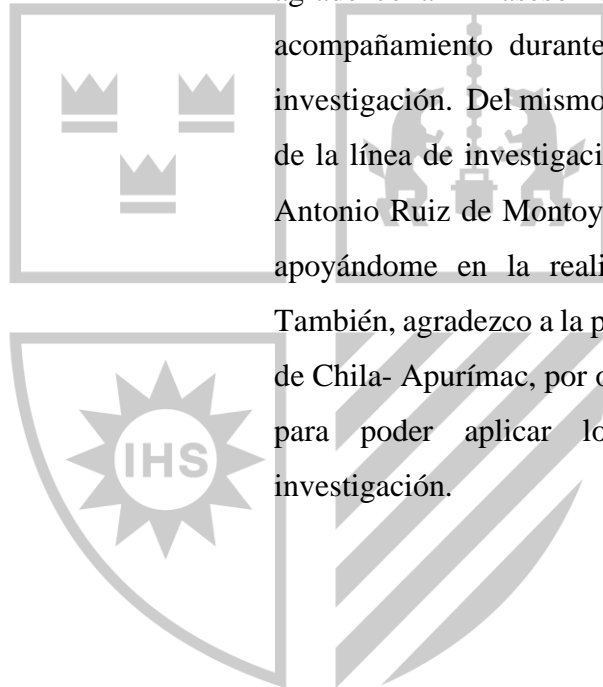 acompañamiento durante
investigación. Del mismo
de la línea de investigaci
Antonio Ruiz de Montoy
apoyándome en la reali
También, agradezco a la p
de Chila- Apurímac, por o
para poder aplicar lo
investigación.
IHS